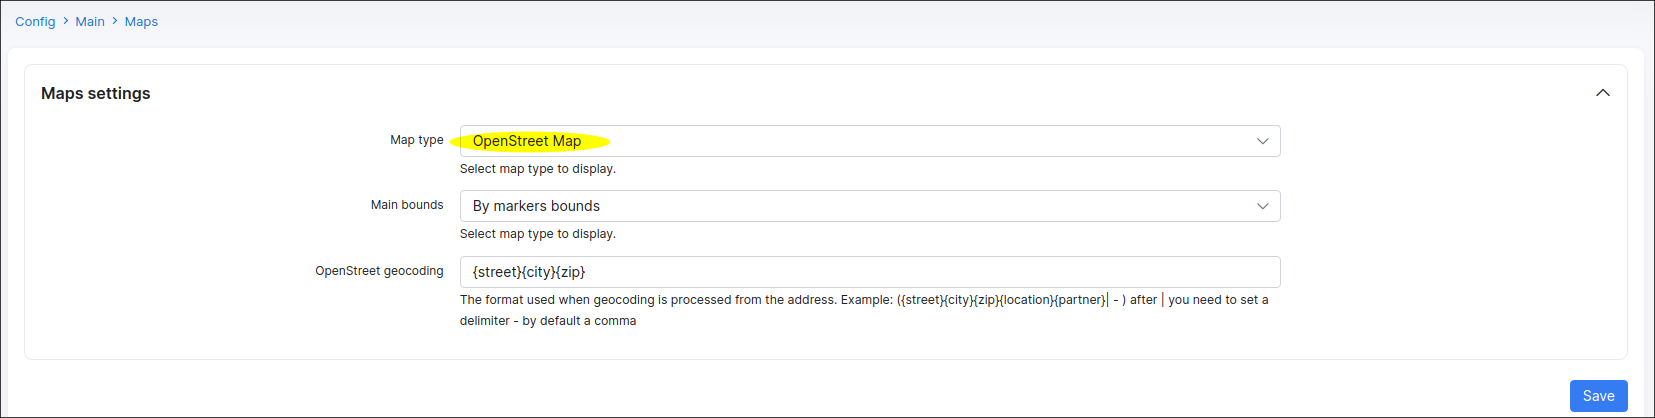 Config > Main > Maps
Maps settings
Map type
OpenStreet Map
Select map type to display.
Main bounds
By markers bounds
Select map type to display.
OpenStreet geocoding
{street}{city}{zip}
The format used when geocoding is processed from the address. Example: ({street}{city}{zip}{location}{partner}| - ) after | you need to set a
delimiter - by default a comma
Save